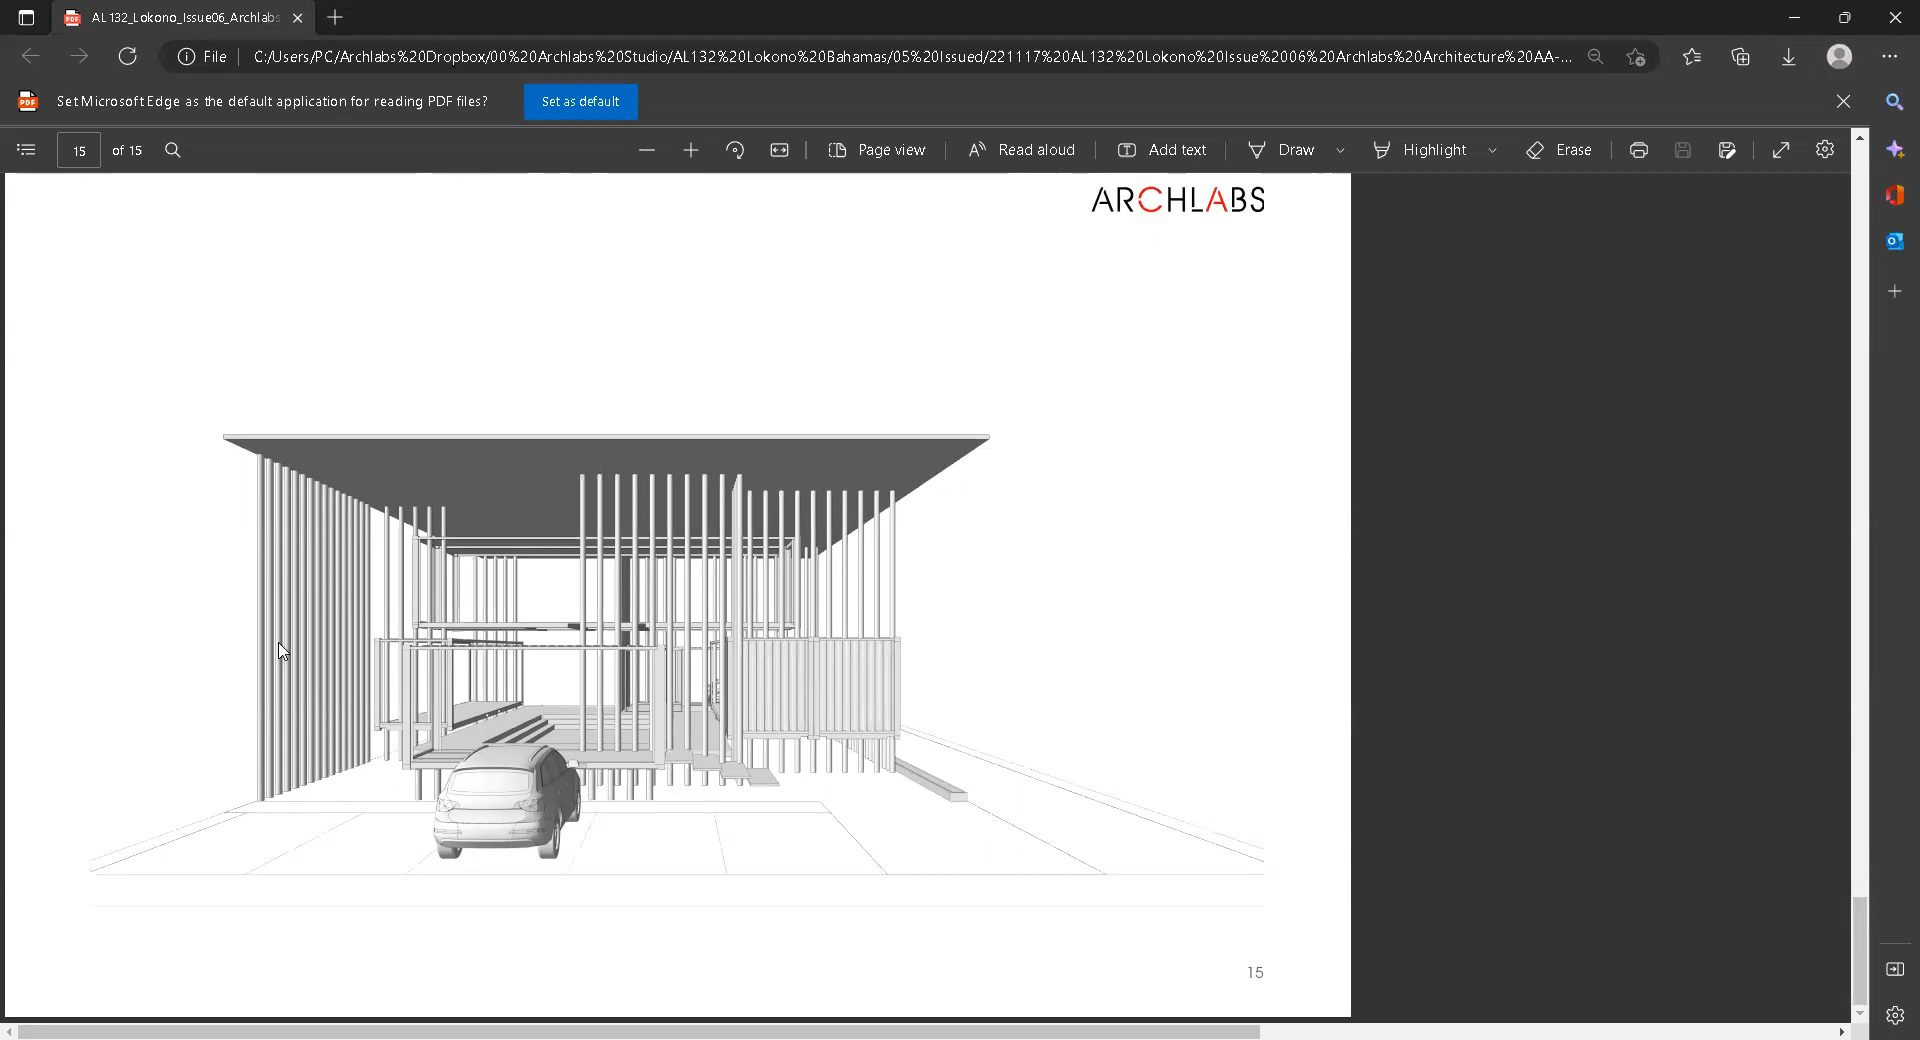 AL132_Lokono_Issue06_Archlabs
File
C:/Users/PC/Archlabs%20Dropbox/00%20Archlabs%20Studio/AL132%20Lokono%20Bahamas/05%20Issued/221117%20AL132%20Lokono%20Issue%2006%20Archlabs%20Architecture%20AA-...
PDF
Set Microsoft Edge as the default application for reading PDF files?
Set as default
15
of 15
Page view
Read aloud
Add text
Draw
Highlight
Erase
ARCHLABS
15